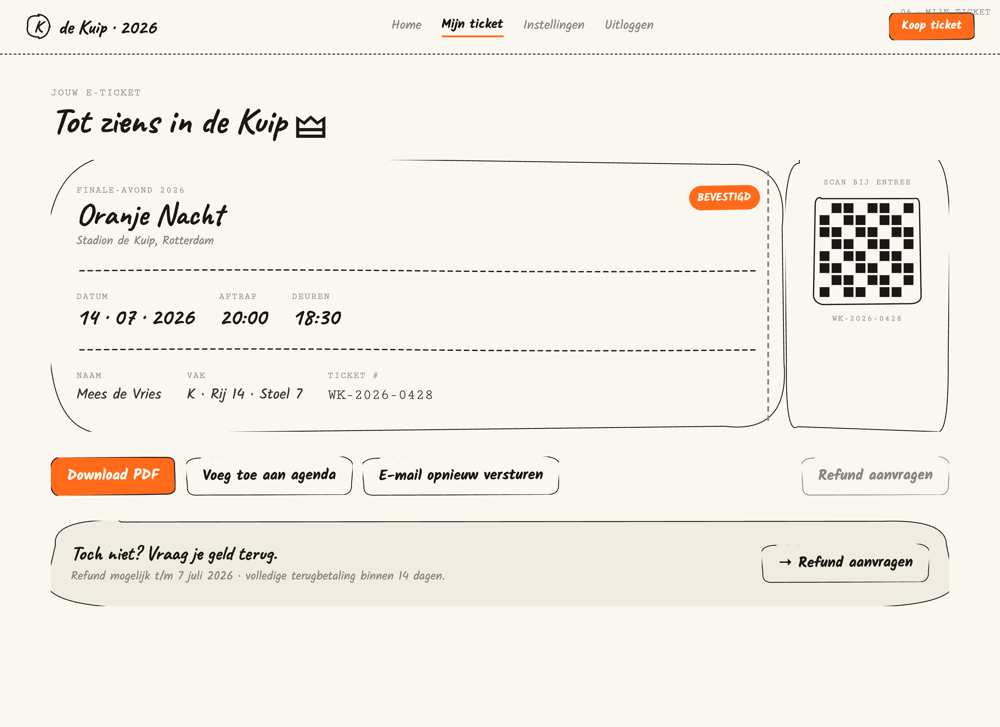 06 · MIJN TICKET
K de Kuip · 2026
Home Mijn ticket Instellingen Uitloggen
Koop ticket
JOUW E-TICKET
Tot ziens in de Kuip
FINALE-AVOND 2026
BEVESTIGD
Oranje Nacht
Stadion de Kuip, Rotterdam
DATUM AFTRAP DEUREN
14 · 07 · 2026 20:00 18:30
NAAM VAK TICKET #
Mees de Vries K · Rij 14 · Stoel 7 WK-2026-0428
SCAN BIJ ENTREE
WK-2026-0428
Download PDF Voeg toe aan agenda E-mail opnieuw versturen Refund aanvragen
Toch niet? Vraag je geld terug.
Refund mogelijk t/m 7 juli 2026 · volledige terugbetaling binnen 14 dagen.
→ Refund aanvragen